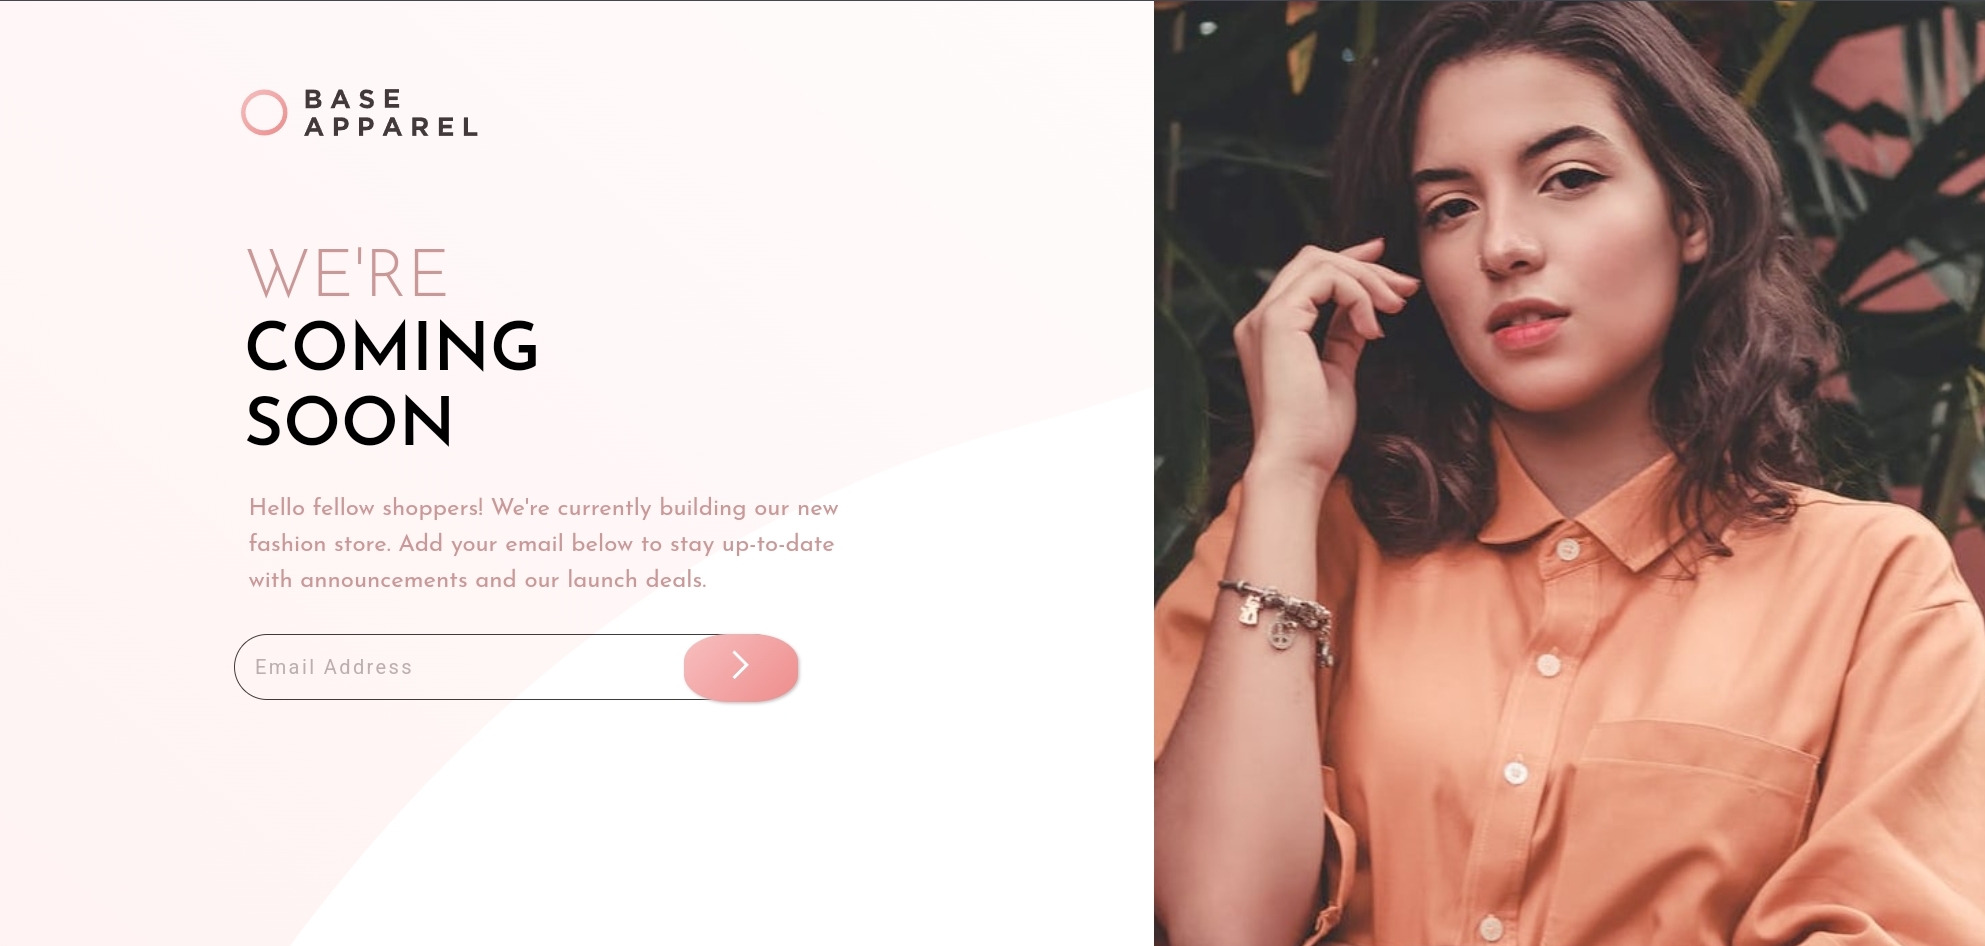 BASE
APPAREL
WE'RE
COMING
SOON
Hello fellow shoppers! We're currently building our new
fashion store. Add your email below to stay up-to-date
with announcements and our launch deals.
Email Address